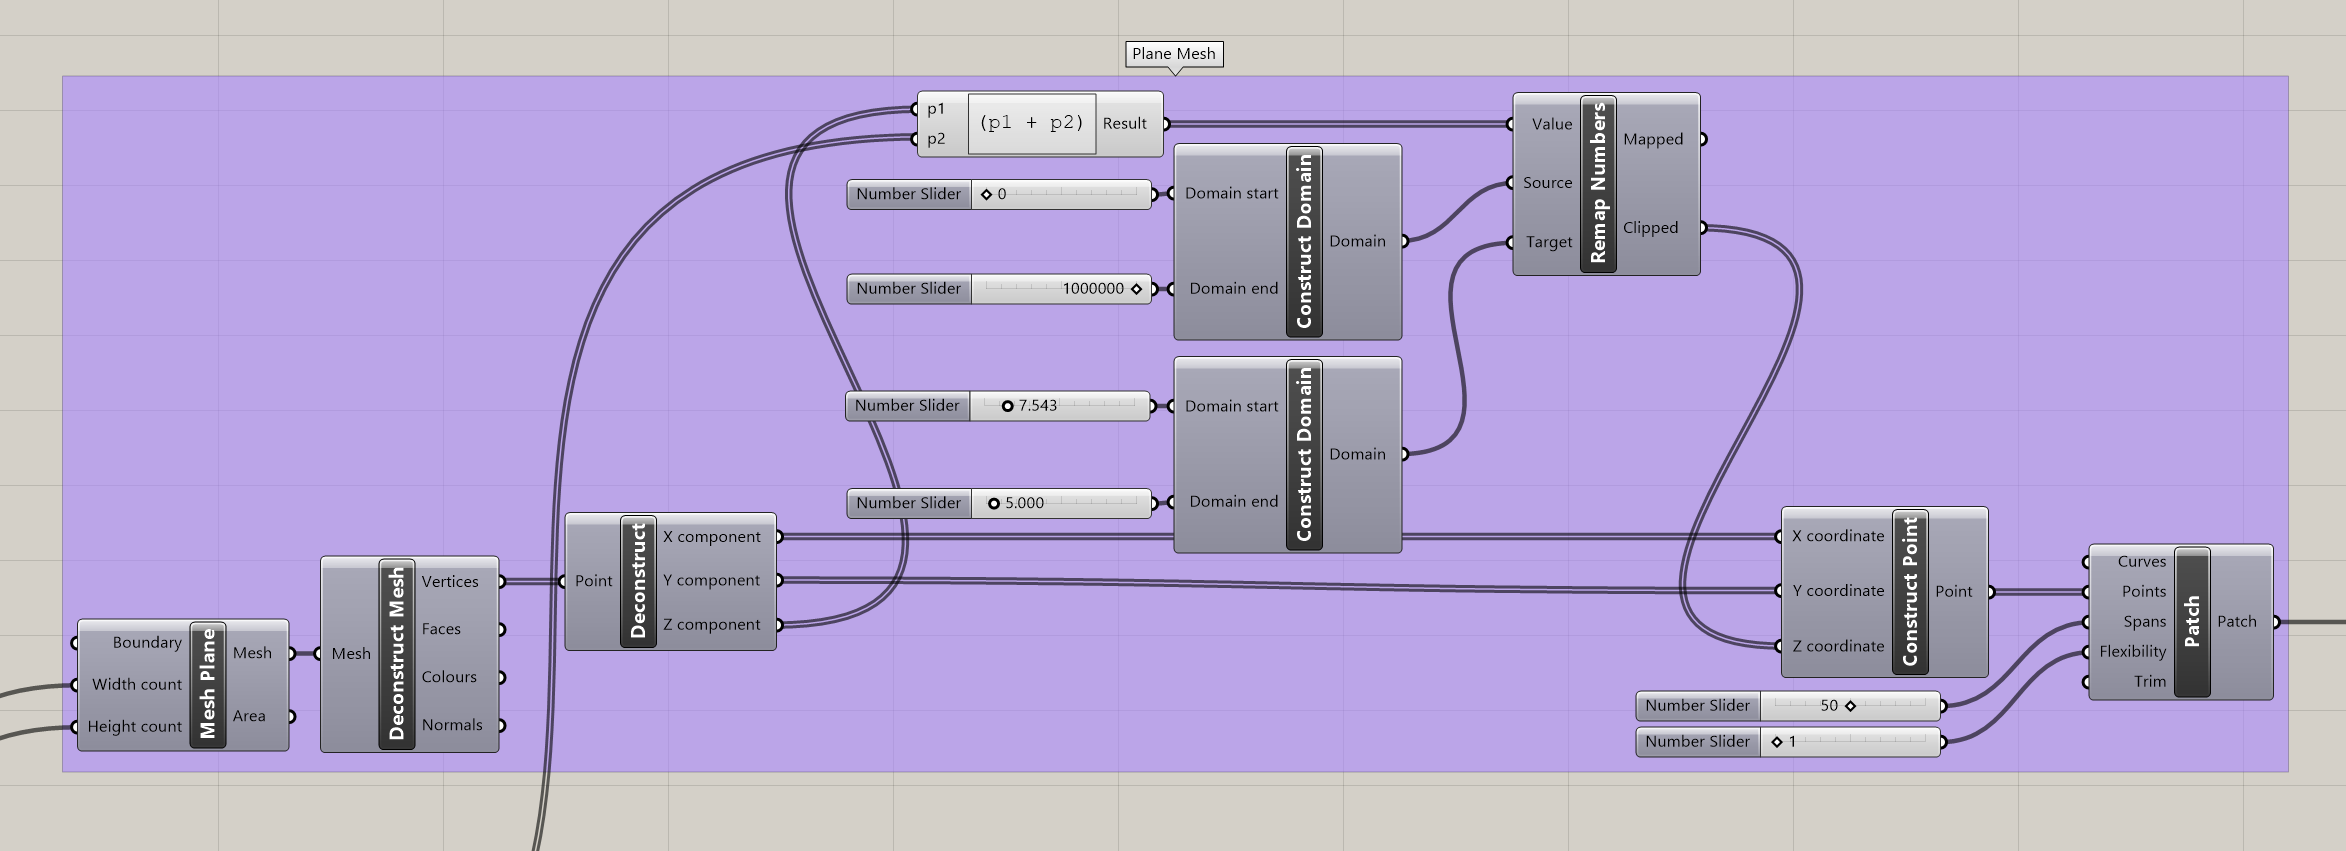 Plane Mesh
p1
p2
(p1 + p2)
Result
Number Slider 0
Number Slider 1000000
Domain start
Domain end
Construct Domain
Domain
Number Slider 7.543
Number Slider 5.000
Domain start
Domain end
Construct Domain
Domain
Value
Source
Target
Remap Numbers
Mapped
Clipped
Boundary
Width count
Height count
Mesh Plane
Mesh
Area
Mesh
Deconstruct Mesh
Vertices
Faces
Colours
Normals
Point
Deconstruct
X component
Y component
Z component
X coordinate
Y coordinate
Z coordinate
Construct Point
Point
Number Slider 50
Number Slider 1
Curves
Points
Spans
Flexibility
Trim
Patch
Patch